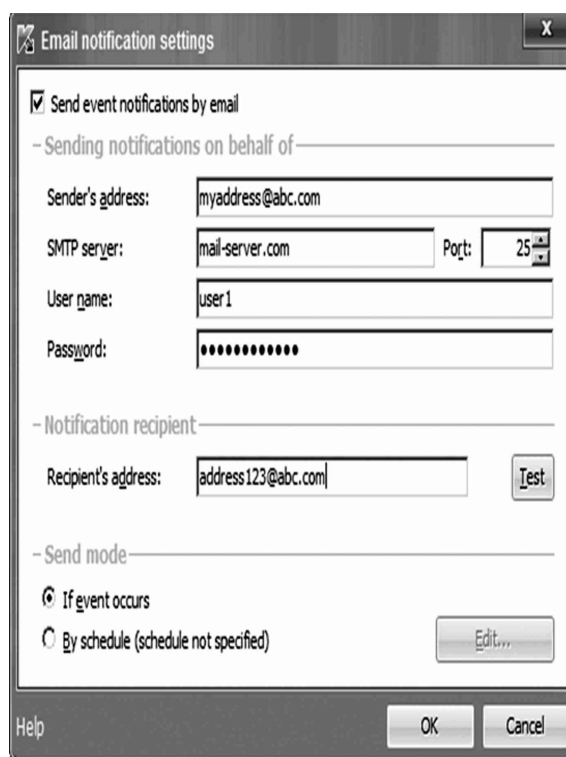 Email notification settings
X
Send event notifications by email
Sending notifications on behalf of
Sender's address: myaddress@abc.com
SMTP server: mail-server.com Port: 25
User name: user1
Password: ●●●●●●●●●●●●
Notification recipient
Recipient's address: address123@abc.com Test
Send mode
If event occurs
By schedule (schedule not specified) Edit...
Help OK Cancel